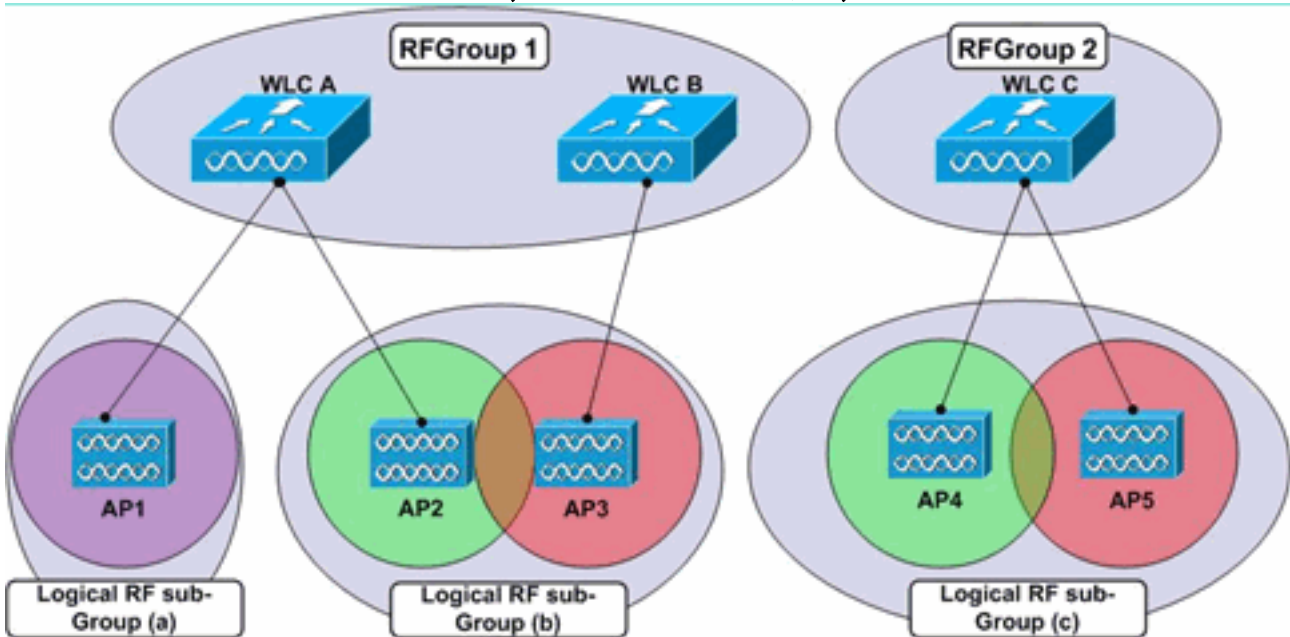 RFGroup 1
RFGroup 2
WLC A
WLC B
WLC C
AP1
AP2
AP3
AP4
AP5
Logical RF sub-
Group (a)
Logical RF sub-
Group (b)
Logical RF sub-
Group (c)